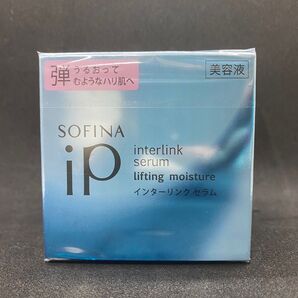 弾
うるおって
むようなハリ肌へ
美容液
SOFINA
iP
interlink
serum
lifting moisture
インターリンク セラム